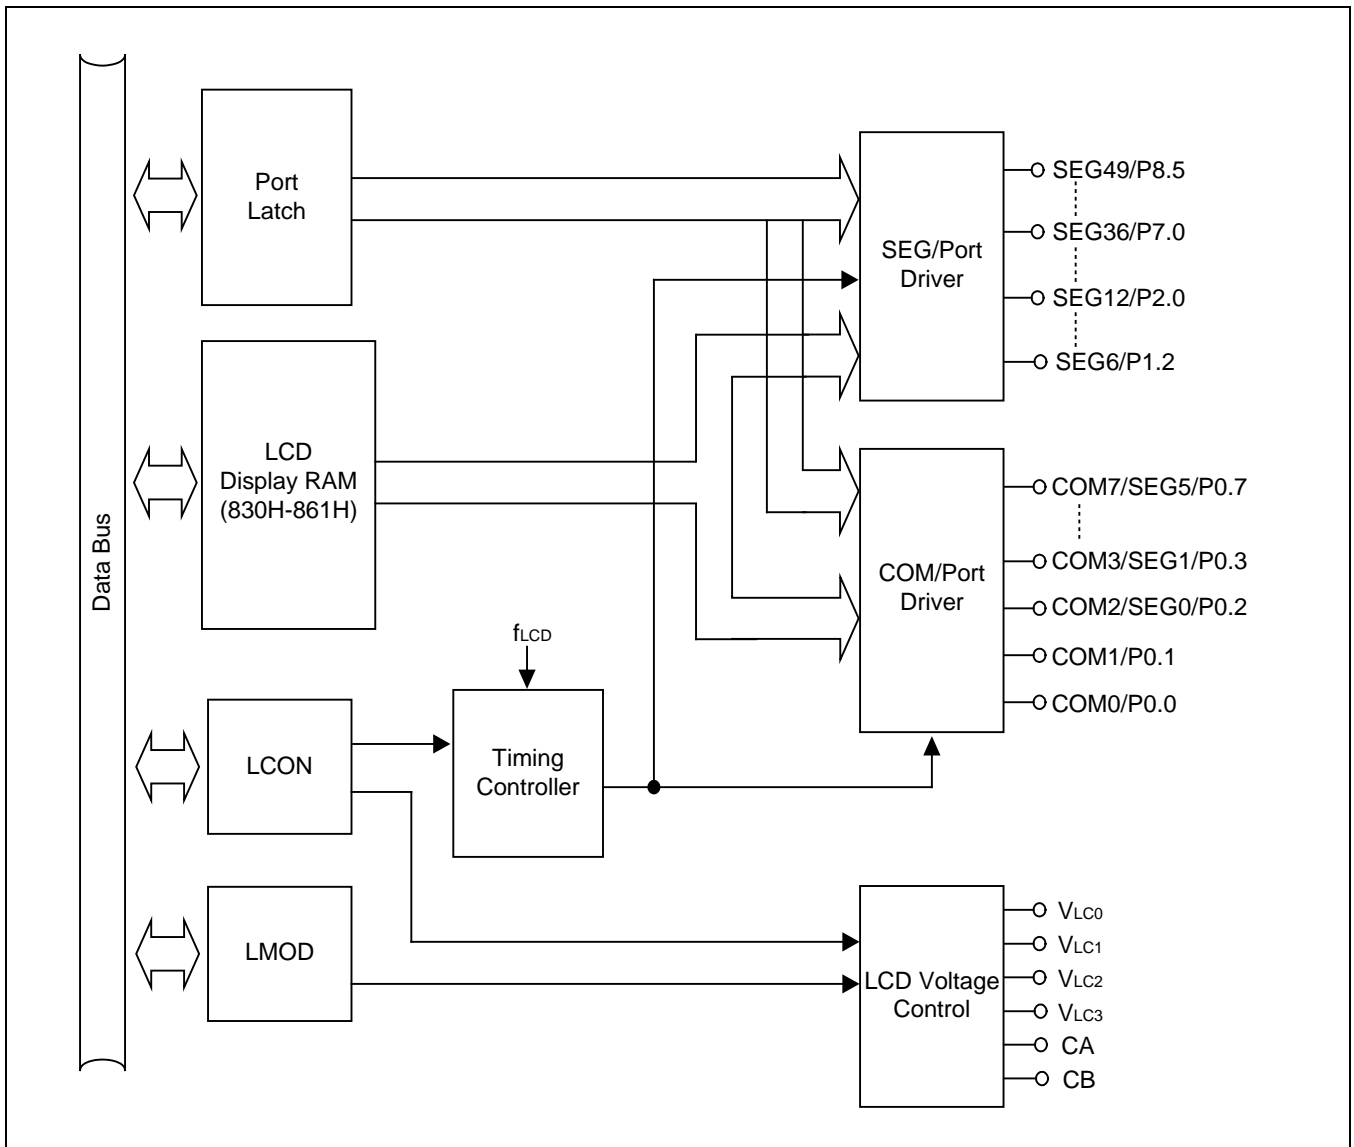 Data Bus
Port
Latch
LCD
Display RAM
(830H-861H)
LCON
LMOD
fLCD
Timing
Controller
SEG/Port
Driver
COM/Port
Driver
LCD Voltage
Control
SEG49/P8.5
SEG36/P7.0
SEG12/P2.0
SEG6/P1.2
COM7/SEG5/P0.7
COM3/SEG1/P0.3
COM2/SEG0/P0.2
COM1/P0.1
COM0/P0.0
VLC0
VLC1
VLC2
VLC3
CA
CB